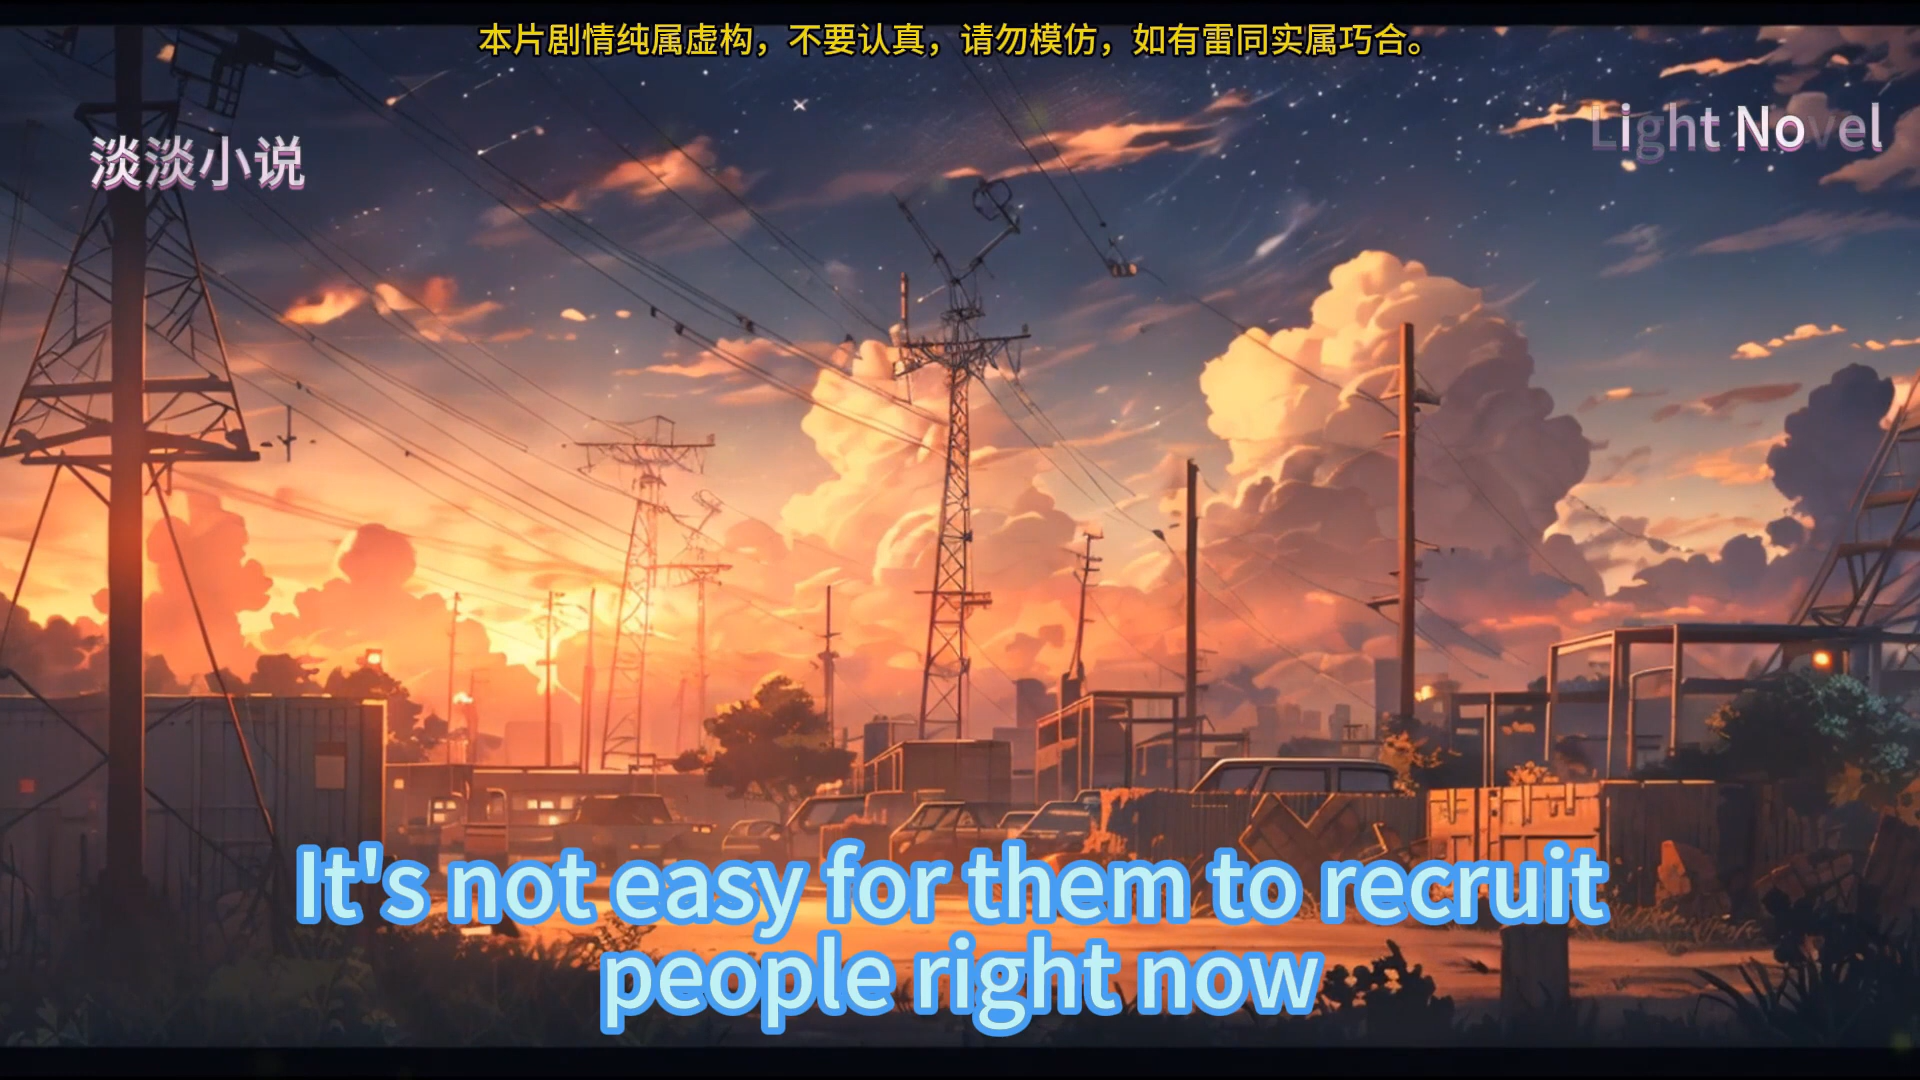 本片剧情纯属虚构，不要认真，请勿模仿，如有雷同实属巧合。
淡淡小说
Light Novel
It's not easy for them to recruit
people right now